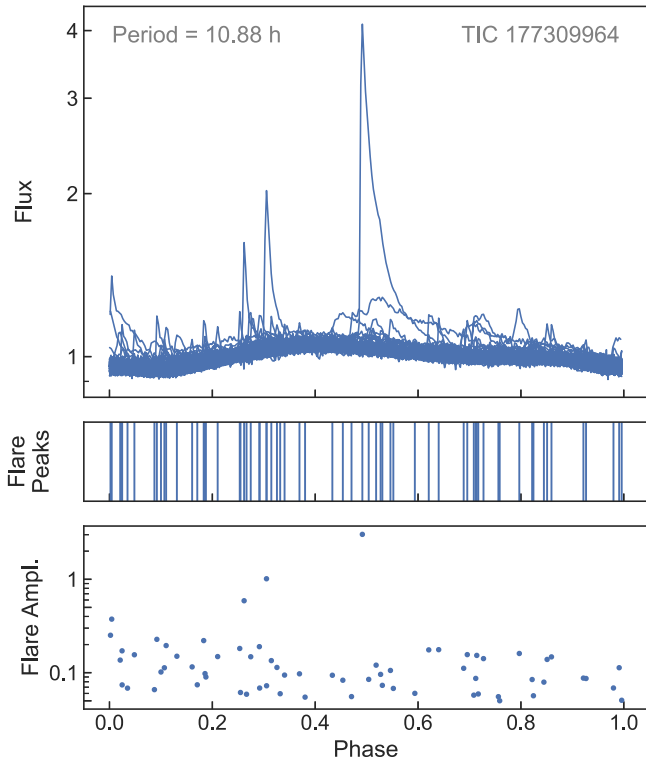 Period = 10.88 h
TIC 177309964
4
3
2
1
Flux
Flare
Peaks
1
0.1
Flare Ampl.
0.0
0.2
0.4
0.6
0.8
1.0
Phase